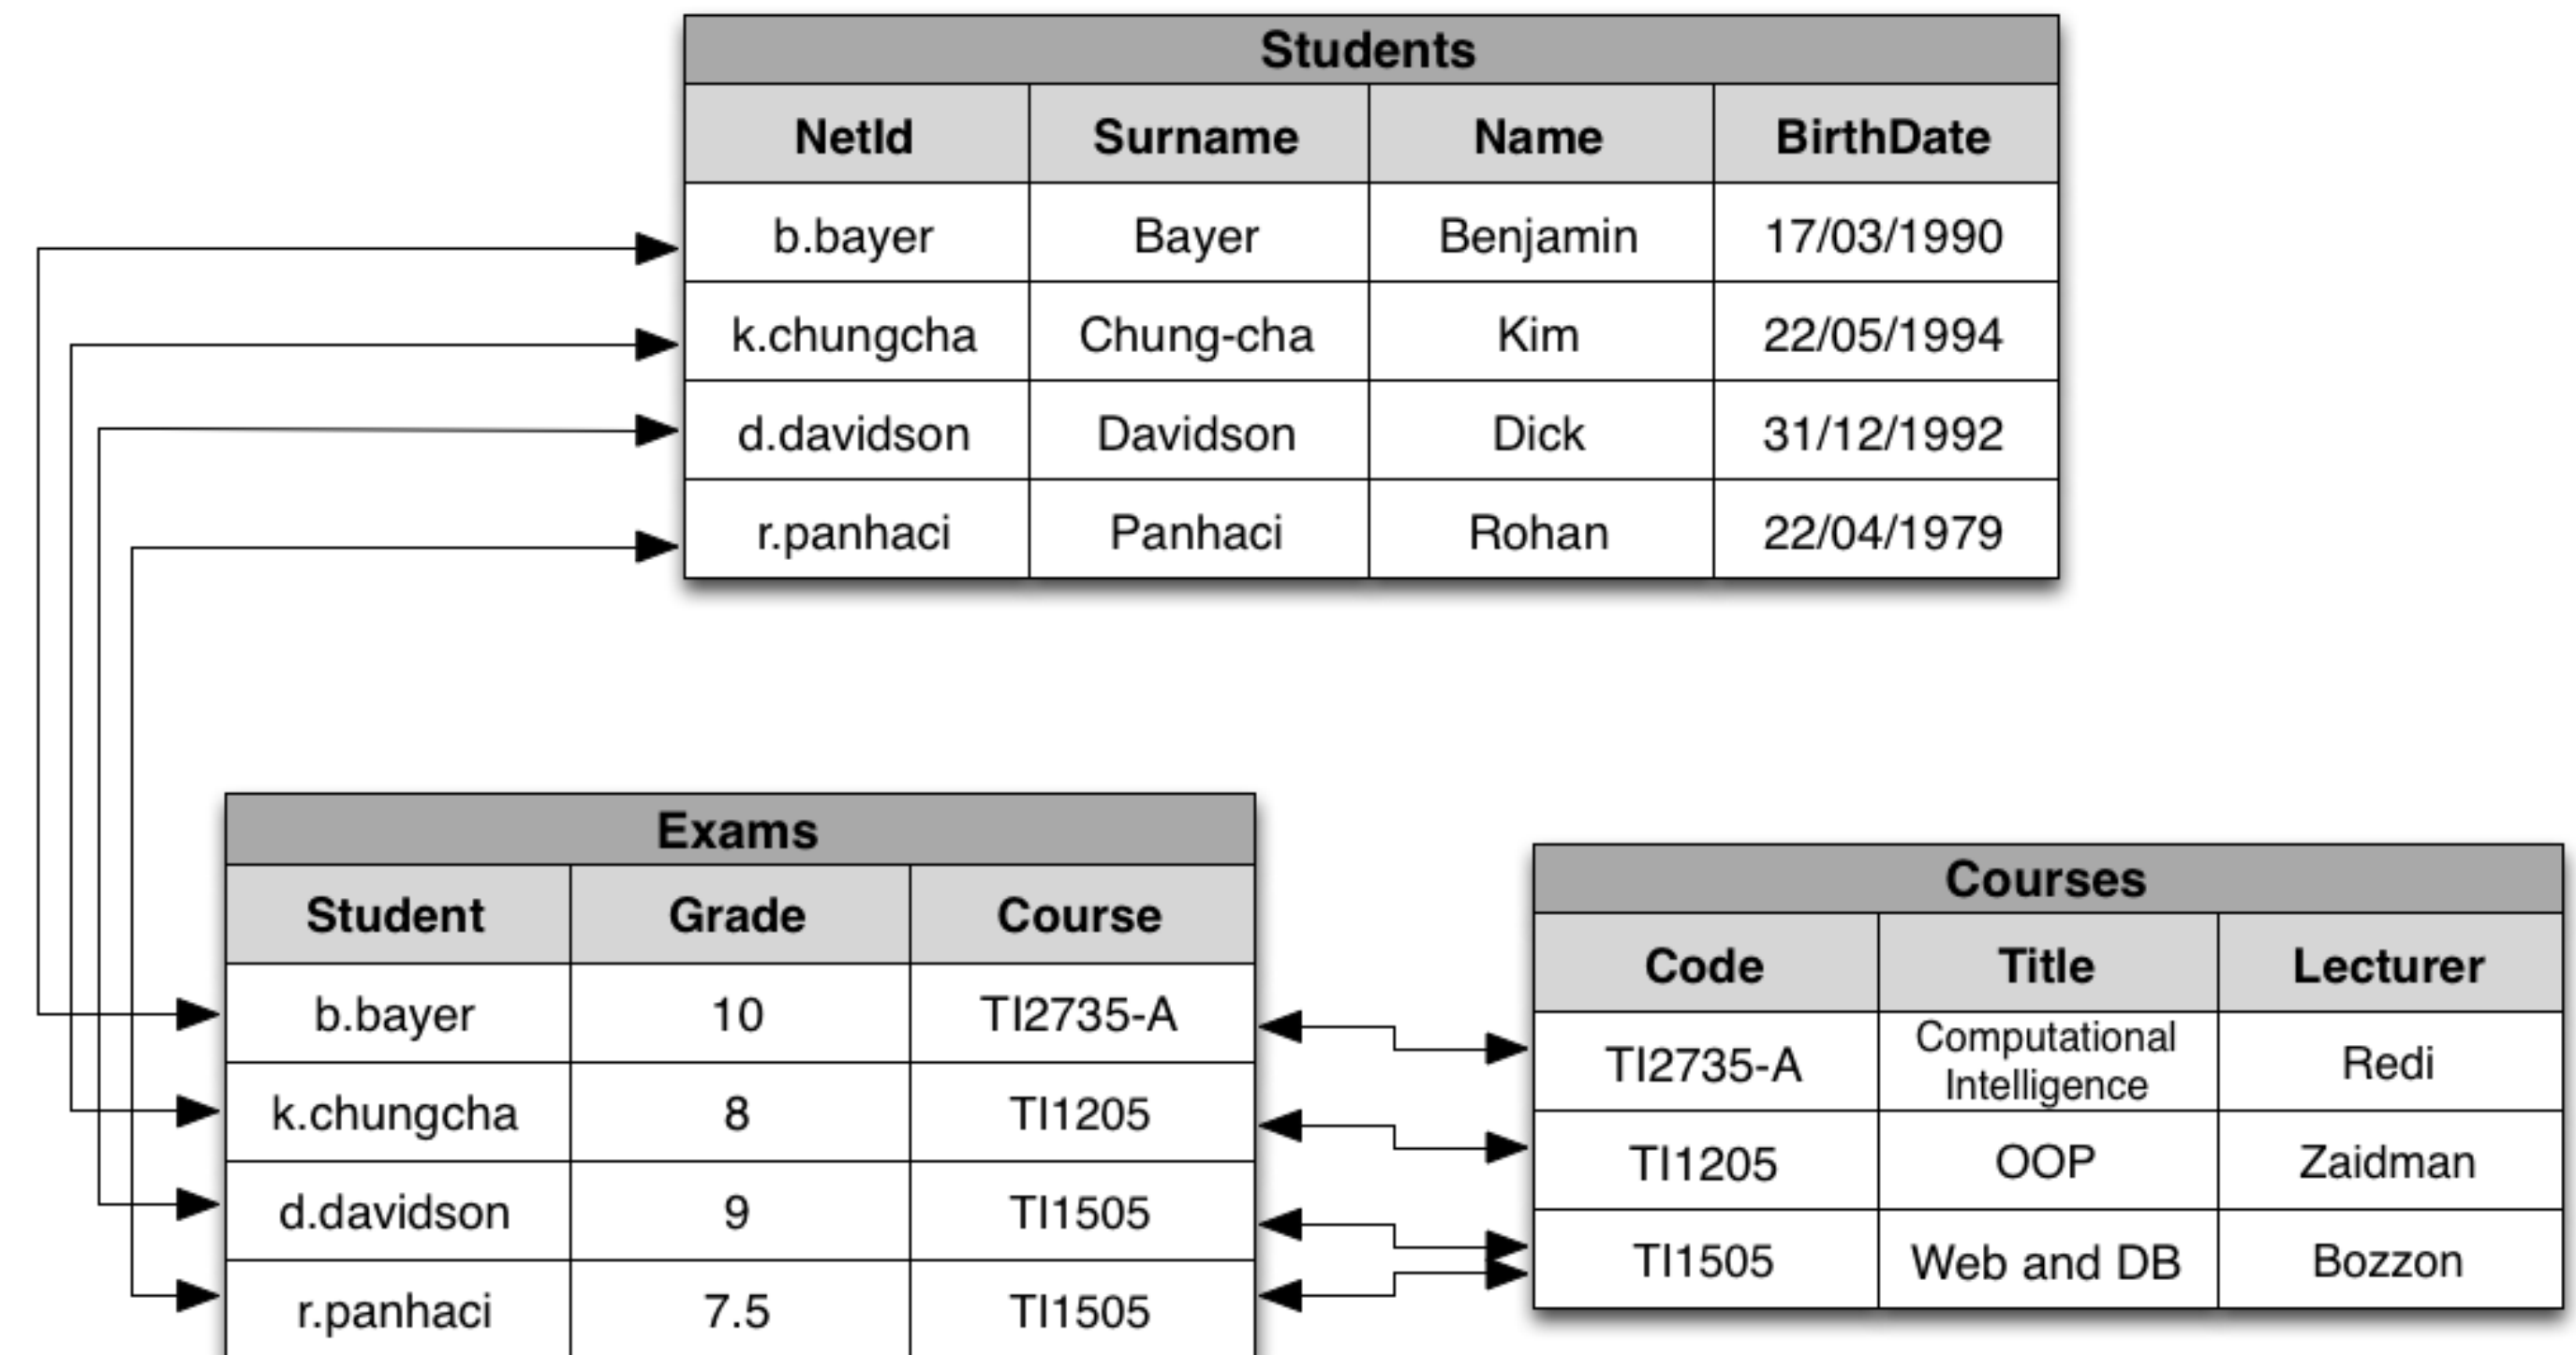 Students
NetId Surname Name BirthDate
b.bayer Bayer Benjamin 17/03/1990
k.chungcha Chung-cha Kim 22/05/1994
d.davidson Davidson Dick 31/12/1992
r.panhaci Panhaci Rohan 22/04/1979
Exams
Student Grade Course
b.bayer 10 TI2735-A
k.chungcha 8 TI1205
d.davidson 9 TI1505
r.panhaci 7.5 TI1505
Courses
Code Title Lecturer
TI2735-A Computational Intelligence Redi
TI1205 OOP Zaidman
TI1505 Web and DB Bozzon